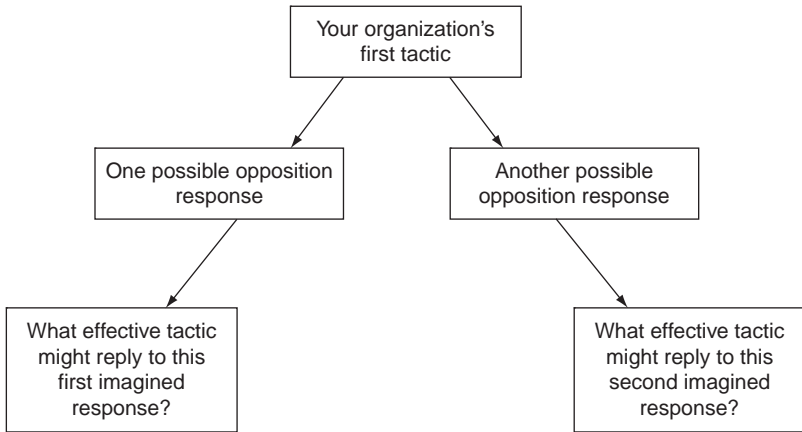 Your organization's
first tactic
One possible opposition
response
Another possible
opposition response
What effective tactic
might reply to this
first imagined
response?
What effective tactic
might reply to this
second imagined
response?